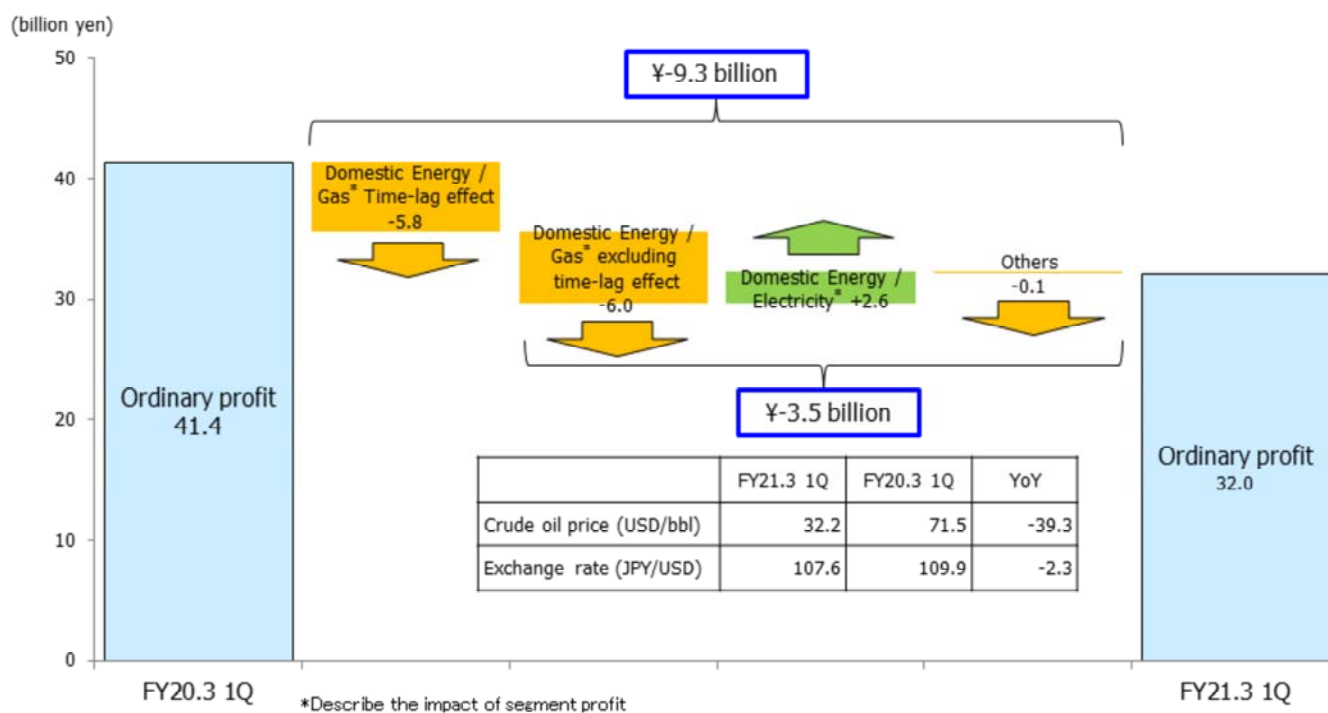 (billion yen)
50
40
30
20
10
0
¥-9.3 billion
Domestic Energy /
Gas* Time-lag effect
-5.8
Domestic Energy /
Gas* excluding
time-lag effect
-6.0
Domestic Energy /
Electricity* +2.6
Others
-0.1
¥-3.5 billion
Ordinary profit
41.4
Ordinary profit
32.0
FY21.3 1Q FY20.3 1Q YoY
Crude oil price (USD/bbl) 32.2 71.5 -39.3
Exchange rate (JPY/USD) 107.6 109.9 -2.3
FY20.3 1Q
FY21.3 1Q
*Describe the impact of segment profit